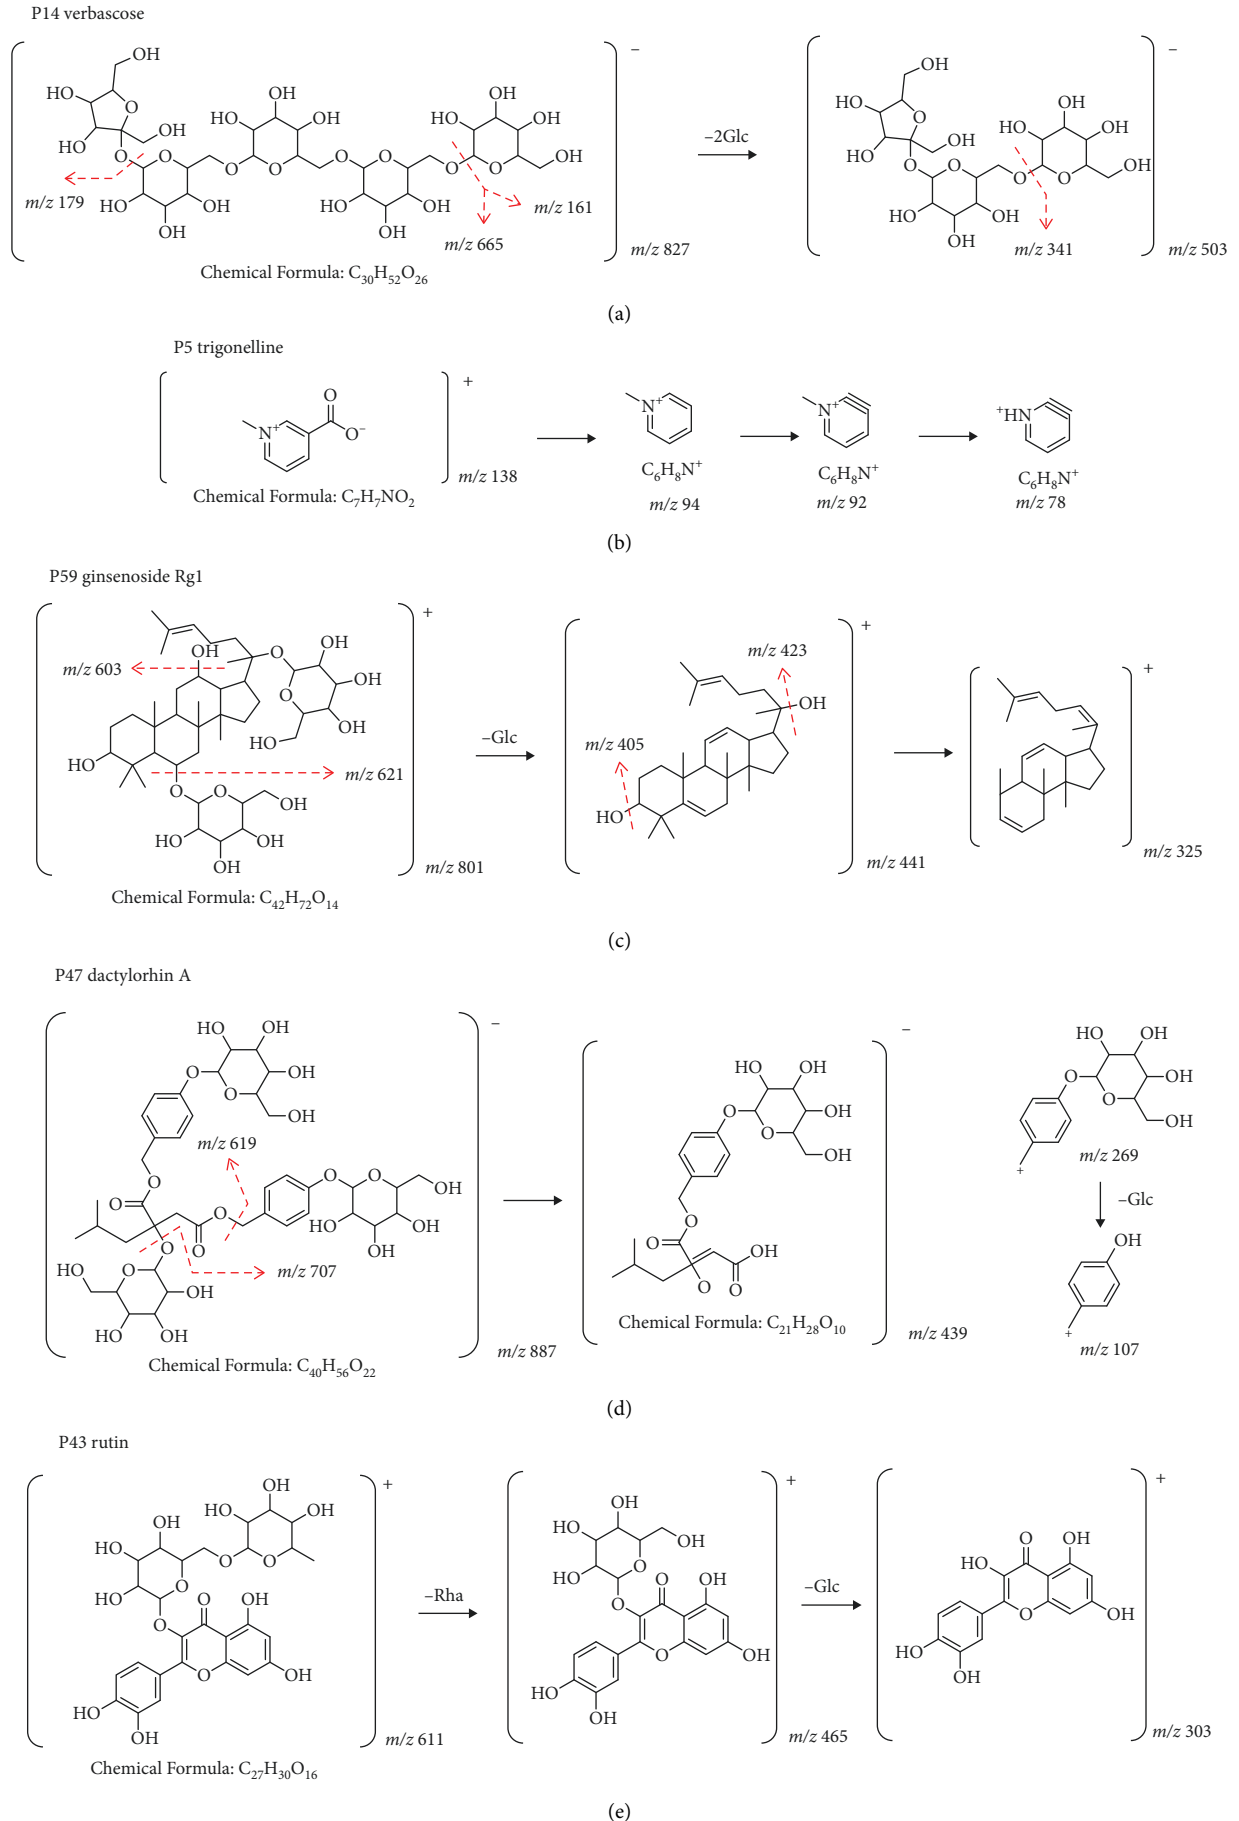 P14 verbascose
OH
HO
O
OH
HO
O
O
HO
OH
OH
O
OH
O
HO
OH
OH
O
O
HO
OH
OH
O
OH
HO
OH
O
OH
−
m/z 179
m/z 161
m/z 665
m/z 827
Chemical Formula: C30H52O26
–2Glc
OH
HO
O
OH
HO
O
O
HO
OH
OH
O
OH
HO
OH
O
OH
−
m/z 341
m/z 503
(a)
P5 trigonelline
O
N+
O−
+
m/z 138
Chemical Formula: C7H7NO2
N+
C6H8N+
m/z 94
N+
C6H8N+
m/z 92
+HN
C6H8N+
m/z 78
(b)
P59 ginsenoside Rg1
OH
O
OH
OH
O
OH
HO
HO
O
O
OH
HO
OH
OH
+
m/z 603
m/z 621
m/z 801
Chemical Formula: C42H72O14
–Glc
m/z 423
OH
m/z 405
HO
+
m/z 441
+
m/z 325
(c)
P47 dactylorhin A
HO
OH
O
OH
O
OH
m/z 619
O
O
O
O
O
O
OH
HO
OH
OH
O
m/z 707
HO
O
OH
HO
OH
−
m/z 887
Chemical Formula: C40H56O22
HO
OH
O
OH
O
OH
O
O
OH
O
O
−
Chemical Formula: C21H28O10
m/z 439
HO
OH
O
OH
O
OH
+
m/z 269
–Glc
OH
+
m/z 107
(d)
P43 rutin
OH
HO
OH
OH
HO
O
O
HO
O
O
O
OH
O
OH
HO
OH
+
m/z 611
Chemical Formula: C27H30O16
–Rha
OH
HO
OH
HO
O
O
O
OH
O
OH
HO
OH
+
m/z 465
–Glc
O
OH
HO
O
OH
HO
OH
+
m/z 303
(e)